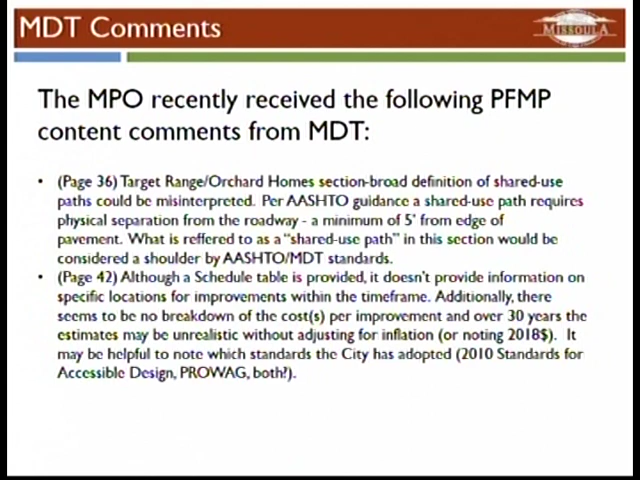 MDT Comments
MISSOULA
The MPO recently received the following PFMP
content comments from MDT:
• (Page 36) Target Range/Orchard Homes section-broad definition of shared-use
paths could be misinterpreted. Per AASHTO guidance a shared-use path requires
physical separation from the roadway - a minimum of 5' from edge of
pavement. What is reffered to as a "shared-use path" in this section would be
considered a shoulder by AASHTO/MDT standards.
• (Page 42) Although a Schedule table is provided, it doesn't provide information on
specific locations for improvements within the timeframe. Additionally, there
seems to be no breakdown of the cost(s) per improvement and over 30 years the
estimates may be unrealistic without adjusting for inflation (or noting 2018$). It
may be helpful to note which standards the City has adopted (2010 Standards for
Accessible Design, PROWAG, both?).